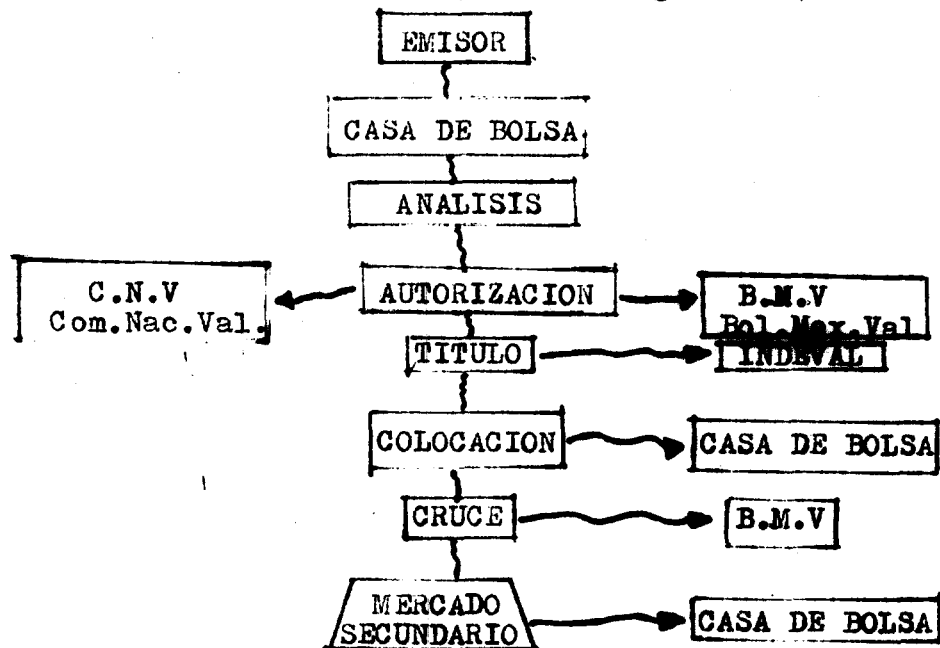 EMISOR
CASA DE BOLSA
ANALISIS
C.N.V
Com.Nac.Val.
AUTORIZACION
B.M.V
Bol.Mex.Val
TITULO
INDEVAL
COLOCACION
CASA DE BOLSA
CRUCE
B.M.V
MERCADO
SECUNDARIO
CASA DE BOLSA